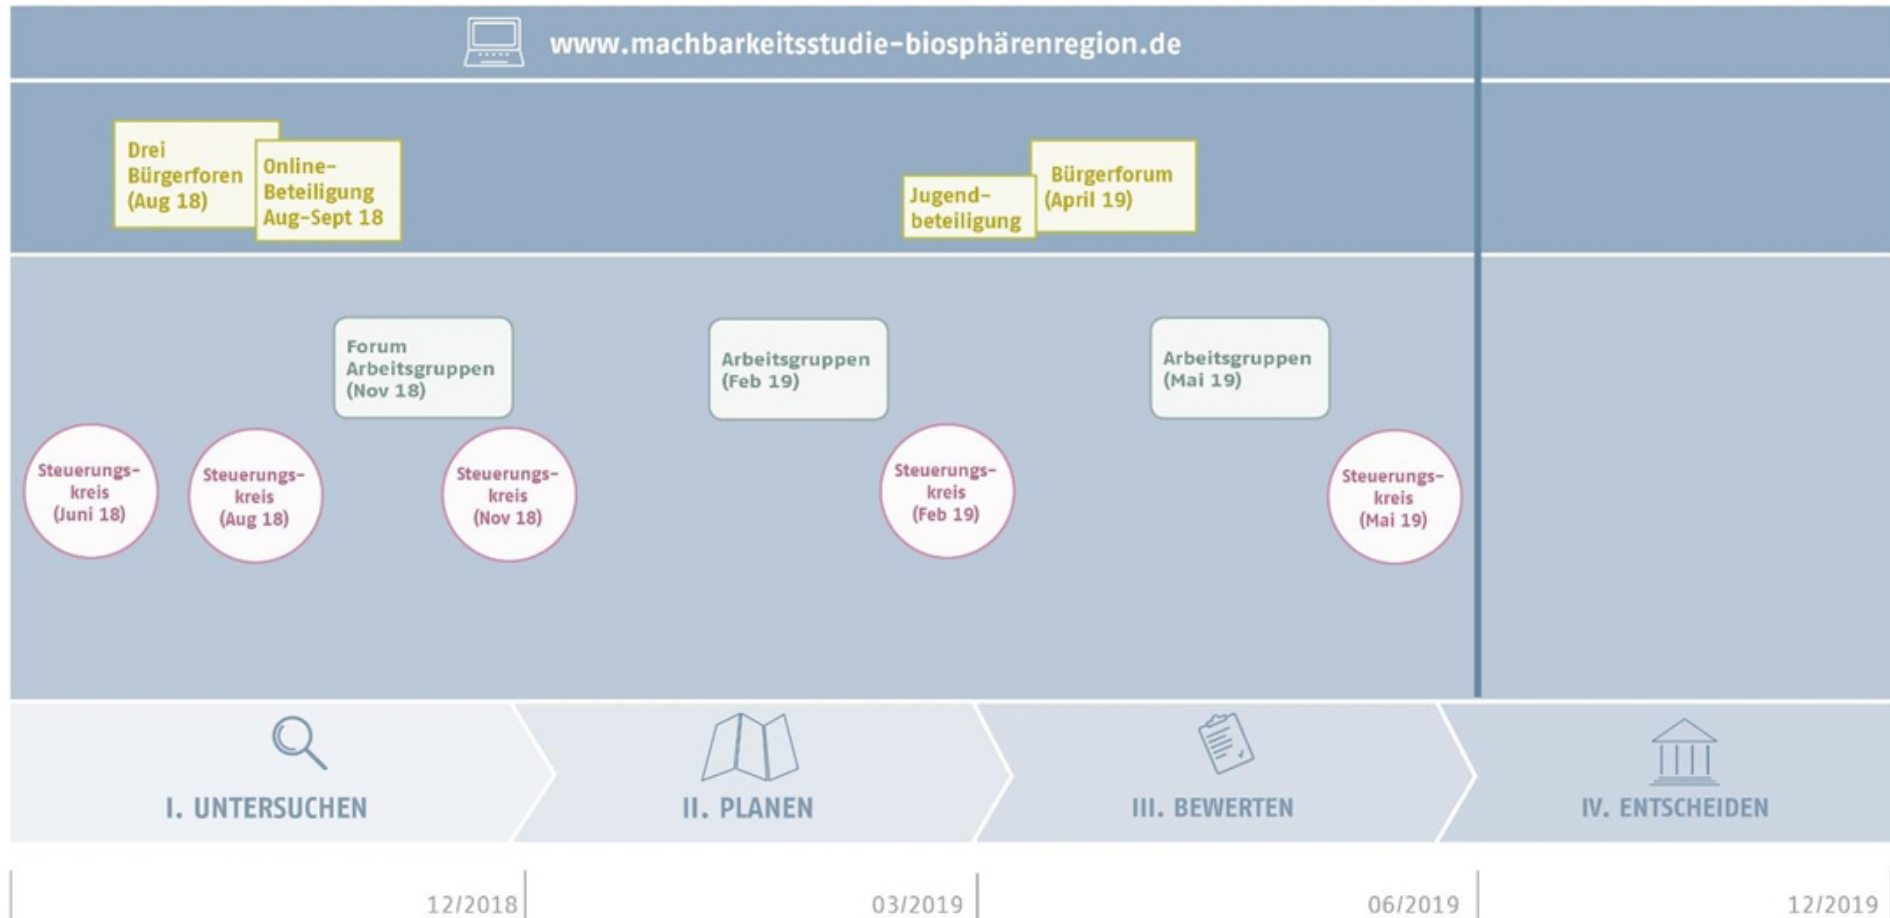 www.machbarkeitsstudie-biosphärenregion.de
Drei
Bürgerforen
(Aug 18)
Online-
Beteiligung
Aug-Sept 18
Jugend-
beteiligung
Bürgerforum
(April 19)
Forum
Arbeitsgruppen
(Nov 18)
Arbeitsgruppen
(Feb 19)
Arbeitsgruppen
(Mai 19)
Steuerungs-
kreis
(Juni 18)
Steuerungs-
kreis
(Aug 18)
Steuerungs-
kreis
(Nov 18)
Steuerungs-
kreis
(Feb 19)
Steuerungs-
kreis
(Mai 19)
I. UNTERSUCHEN
II. PLANEN
III. BEWERTEN
IV. ENTSCHEIDEN
12/2018
03/2019
06/2019
12/2019